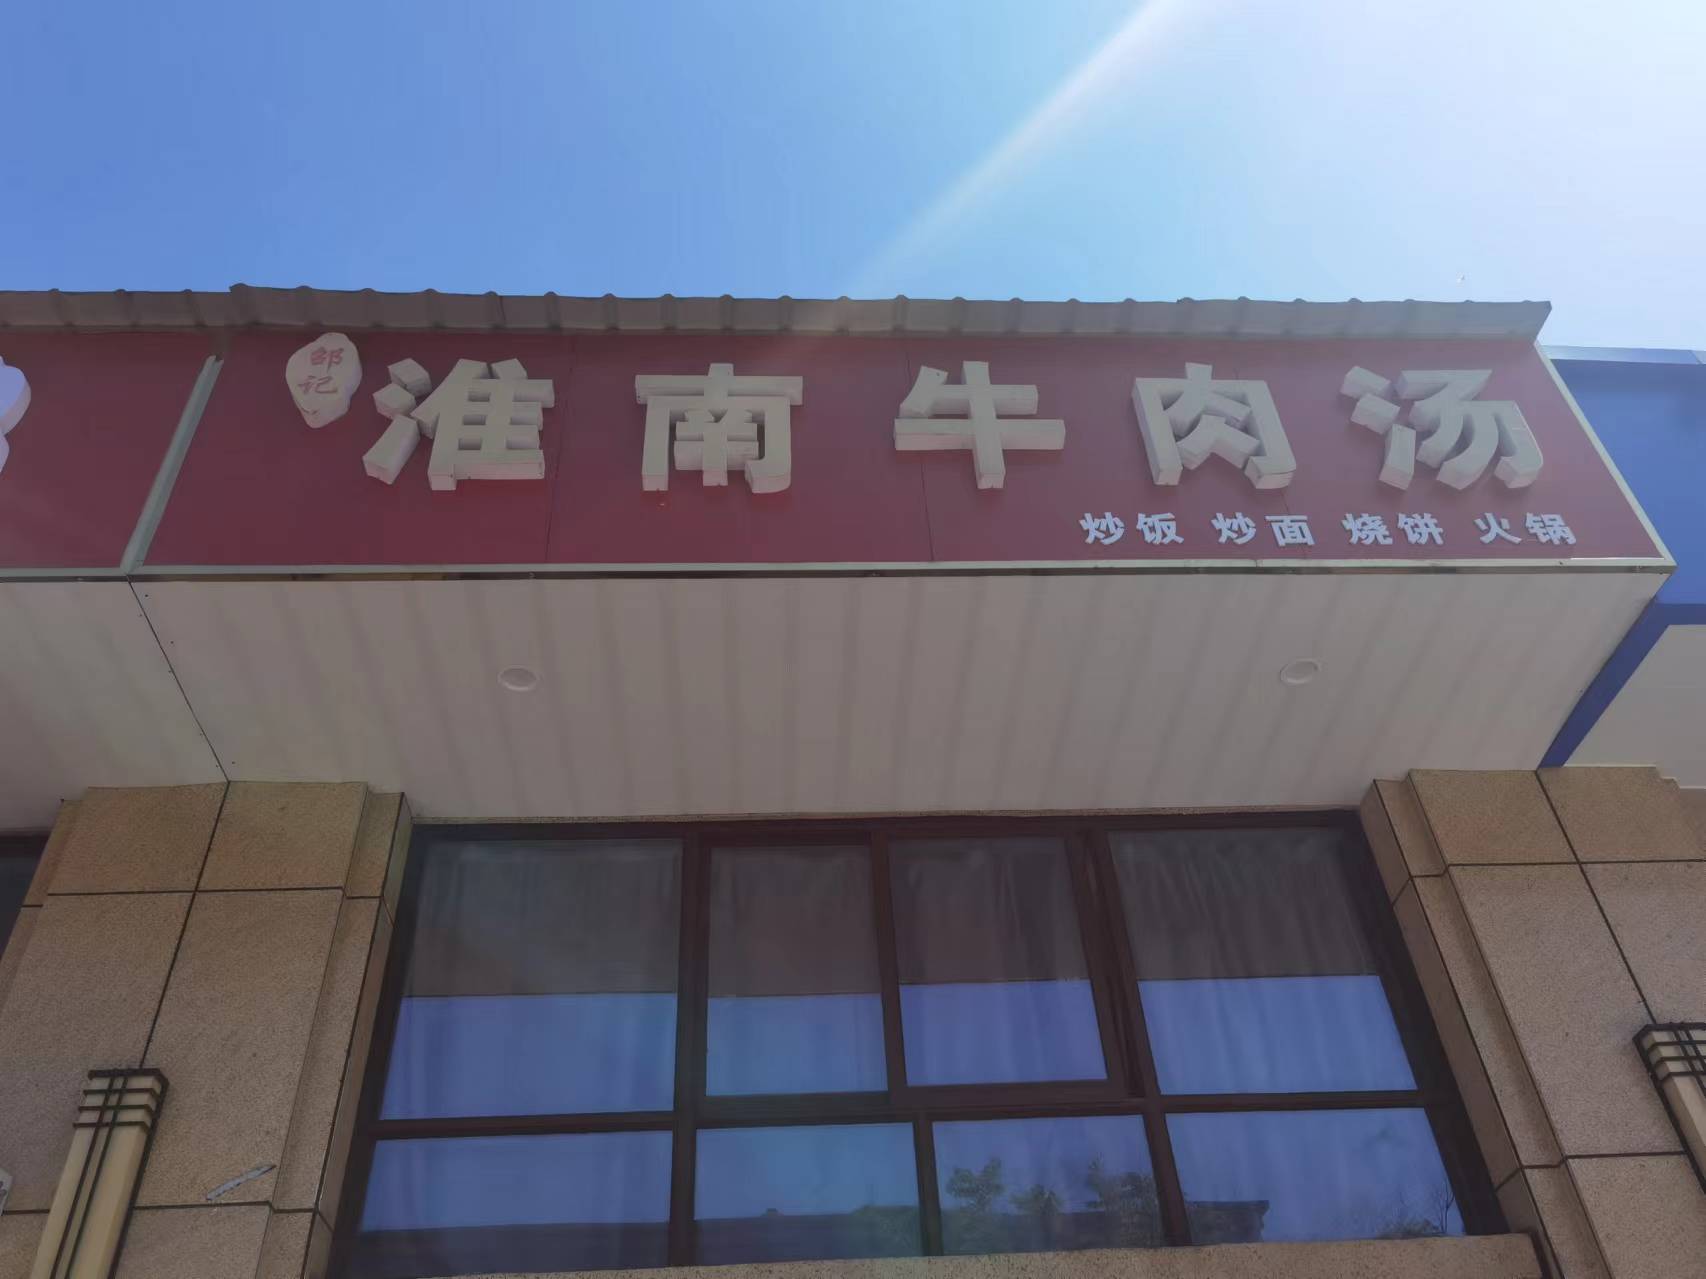 邵记
淮南牛肉汤
炒饭 炒面 烧饼 火锅